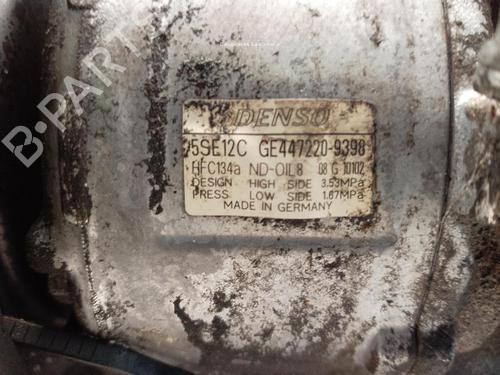 B-PARTS
DENSO
5SE12C GE447220-9398
HFC134a ND-OIL8 08 G 10102
DESIGN HIGH SIDE 3.53MPa
PRESS LOW SIDE 1.67MPa
MADE IN GERMANY